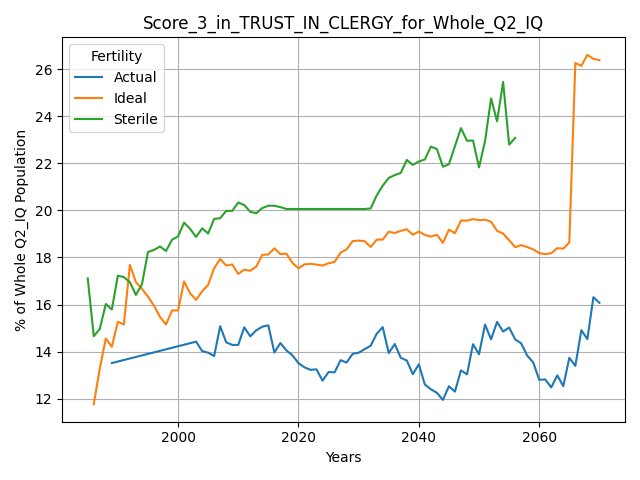 Score_3_in_TRUST_IN_CLERGY_for_Whole_Q2_IQ
Fertility
Actual
Ideal
Sterile
% of Whole Q2_IQ Population
26
24
22
20
18
16
14
12
2000
2020
2040
2060
Years